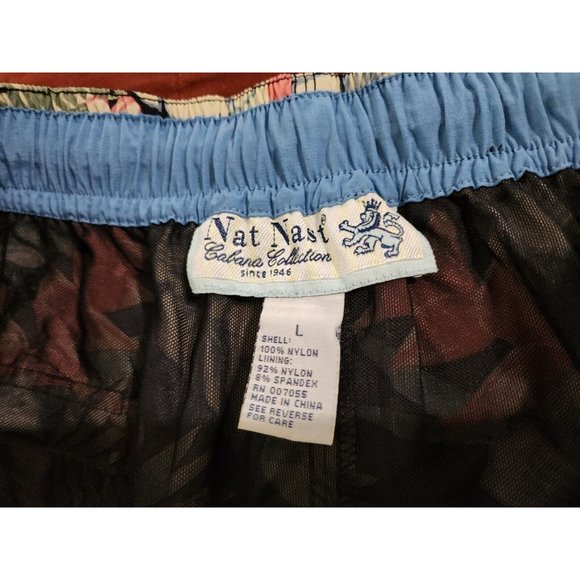 Nat Nast
Cabana Collection
SINCE 1946
L
SHELL:
100% NYLON
LIINING:
92% NYLON
8% SPANDEX
RN 007055
MADE IN CHINA
SEE REVERSE
FOR CARE